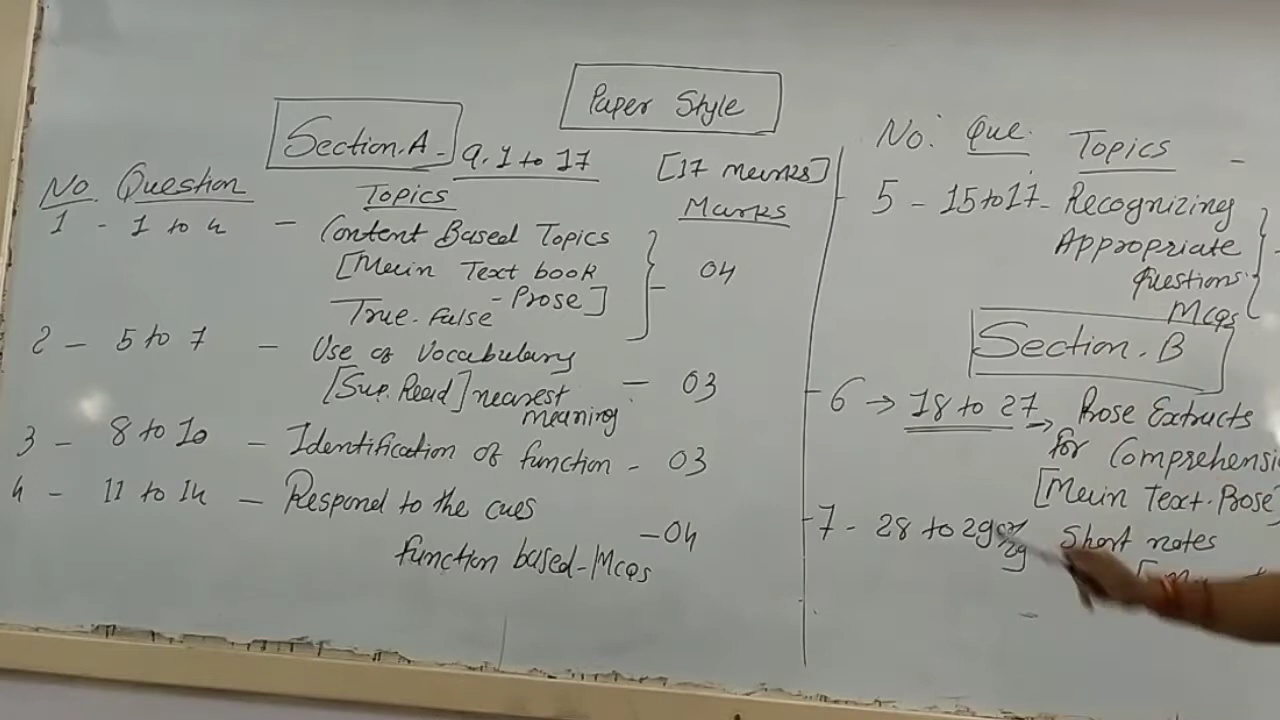 Paper Style
Section.A - Q.1 to 17 [17 marks]
No. Question Topics Marks
1 - 1 to 4 - Content Based Topics
[Main Text book
- Prose] - 04
True-False
2 - 5 to 7 - Use of Vocabulary
[Sup. Read] nearest - 03
meaning
3 - 8 to 10 - Identification of function - 03
4 - 11 to 14 - Respond to the cues
- 04
function based - MCQs
No. Que. Topics -
5 - 15 to 17 - Recognizing
Appropriate
Questions
MCQs
Section. B
6 → 18 to 27 → Prose Extracts
for Comprehensi
[Main Text. Prose]
7 - 28 to 29 Short notes
29